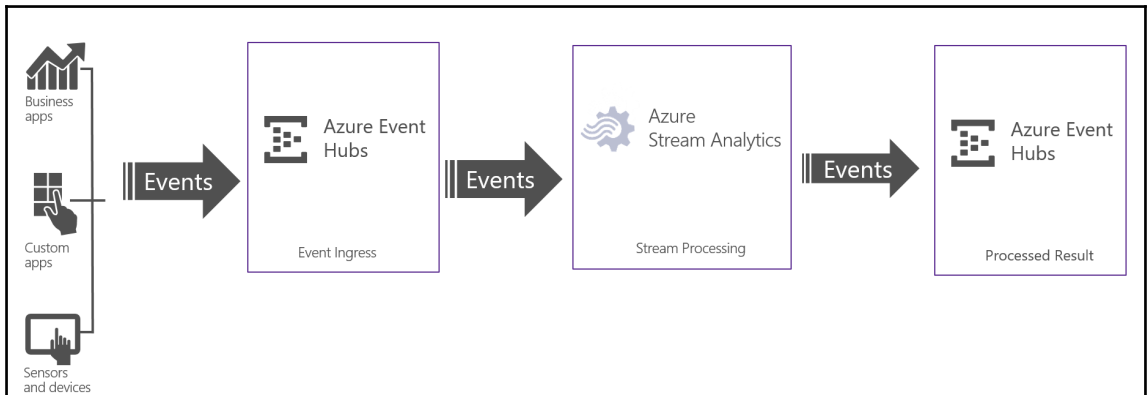 Business
apps
Custom
apps
Sensors
and devices
Events
Azure Event
Hubs
Event Ingress
Events
Azure
Stream Analytics
Stream Processing
Events
Azure Event
Hubs
Processed Result